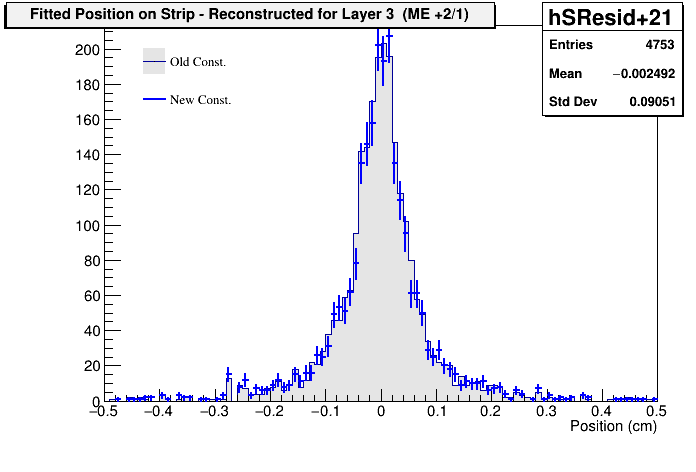 Fitted Position on Strip - Reconstructed for Layer 3 (ME +2/1)
hSResid+21
Entries 4753
Mean −0.002492
Std Dev 0.09051
Old Const.
New Const.
200
180
160
140
120
100
80
60
40
20
0
−0.5 −0.4 −0.3 −0.2 −0.1 0 0.1 0.2 0.3 0.4 0.5
Position (cm)